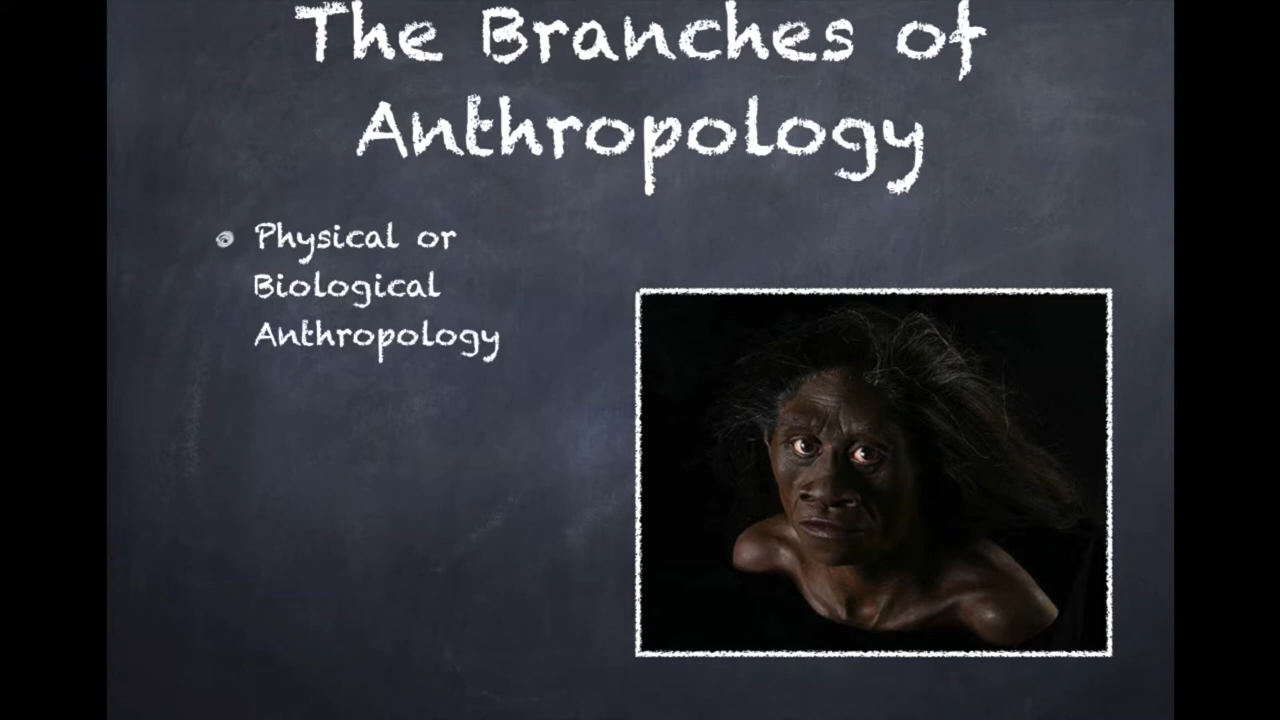 The Branches of
Anthropology
Physical or
Biological
Anthropology